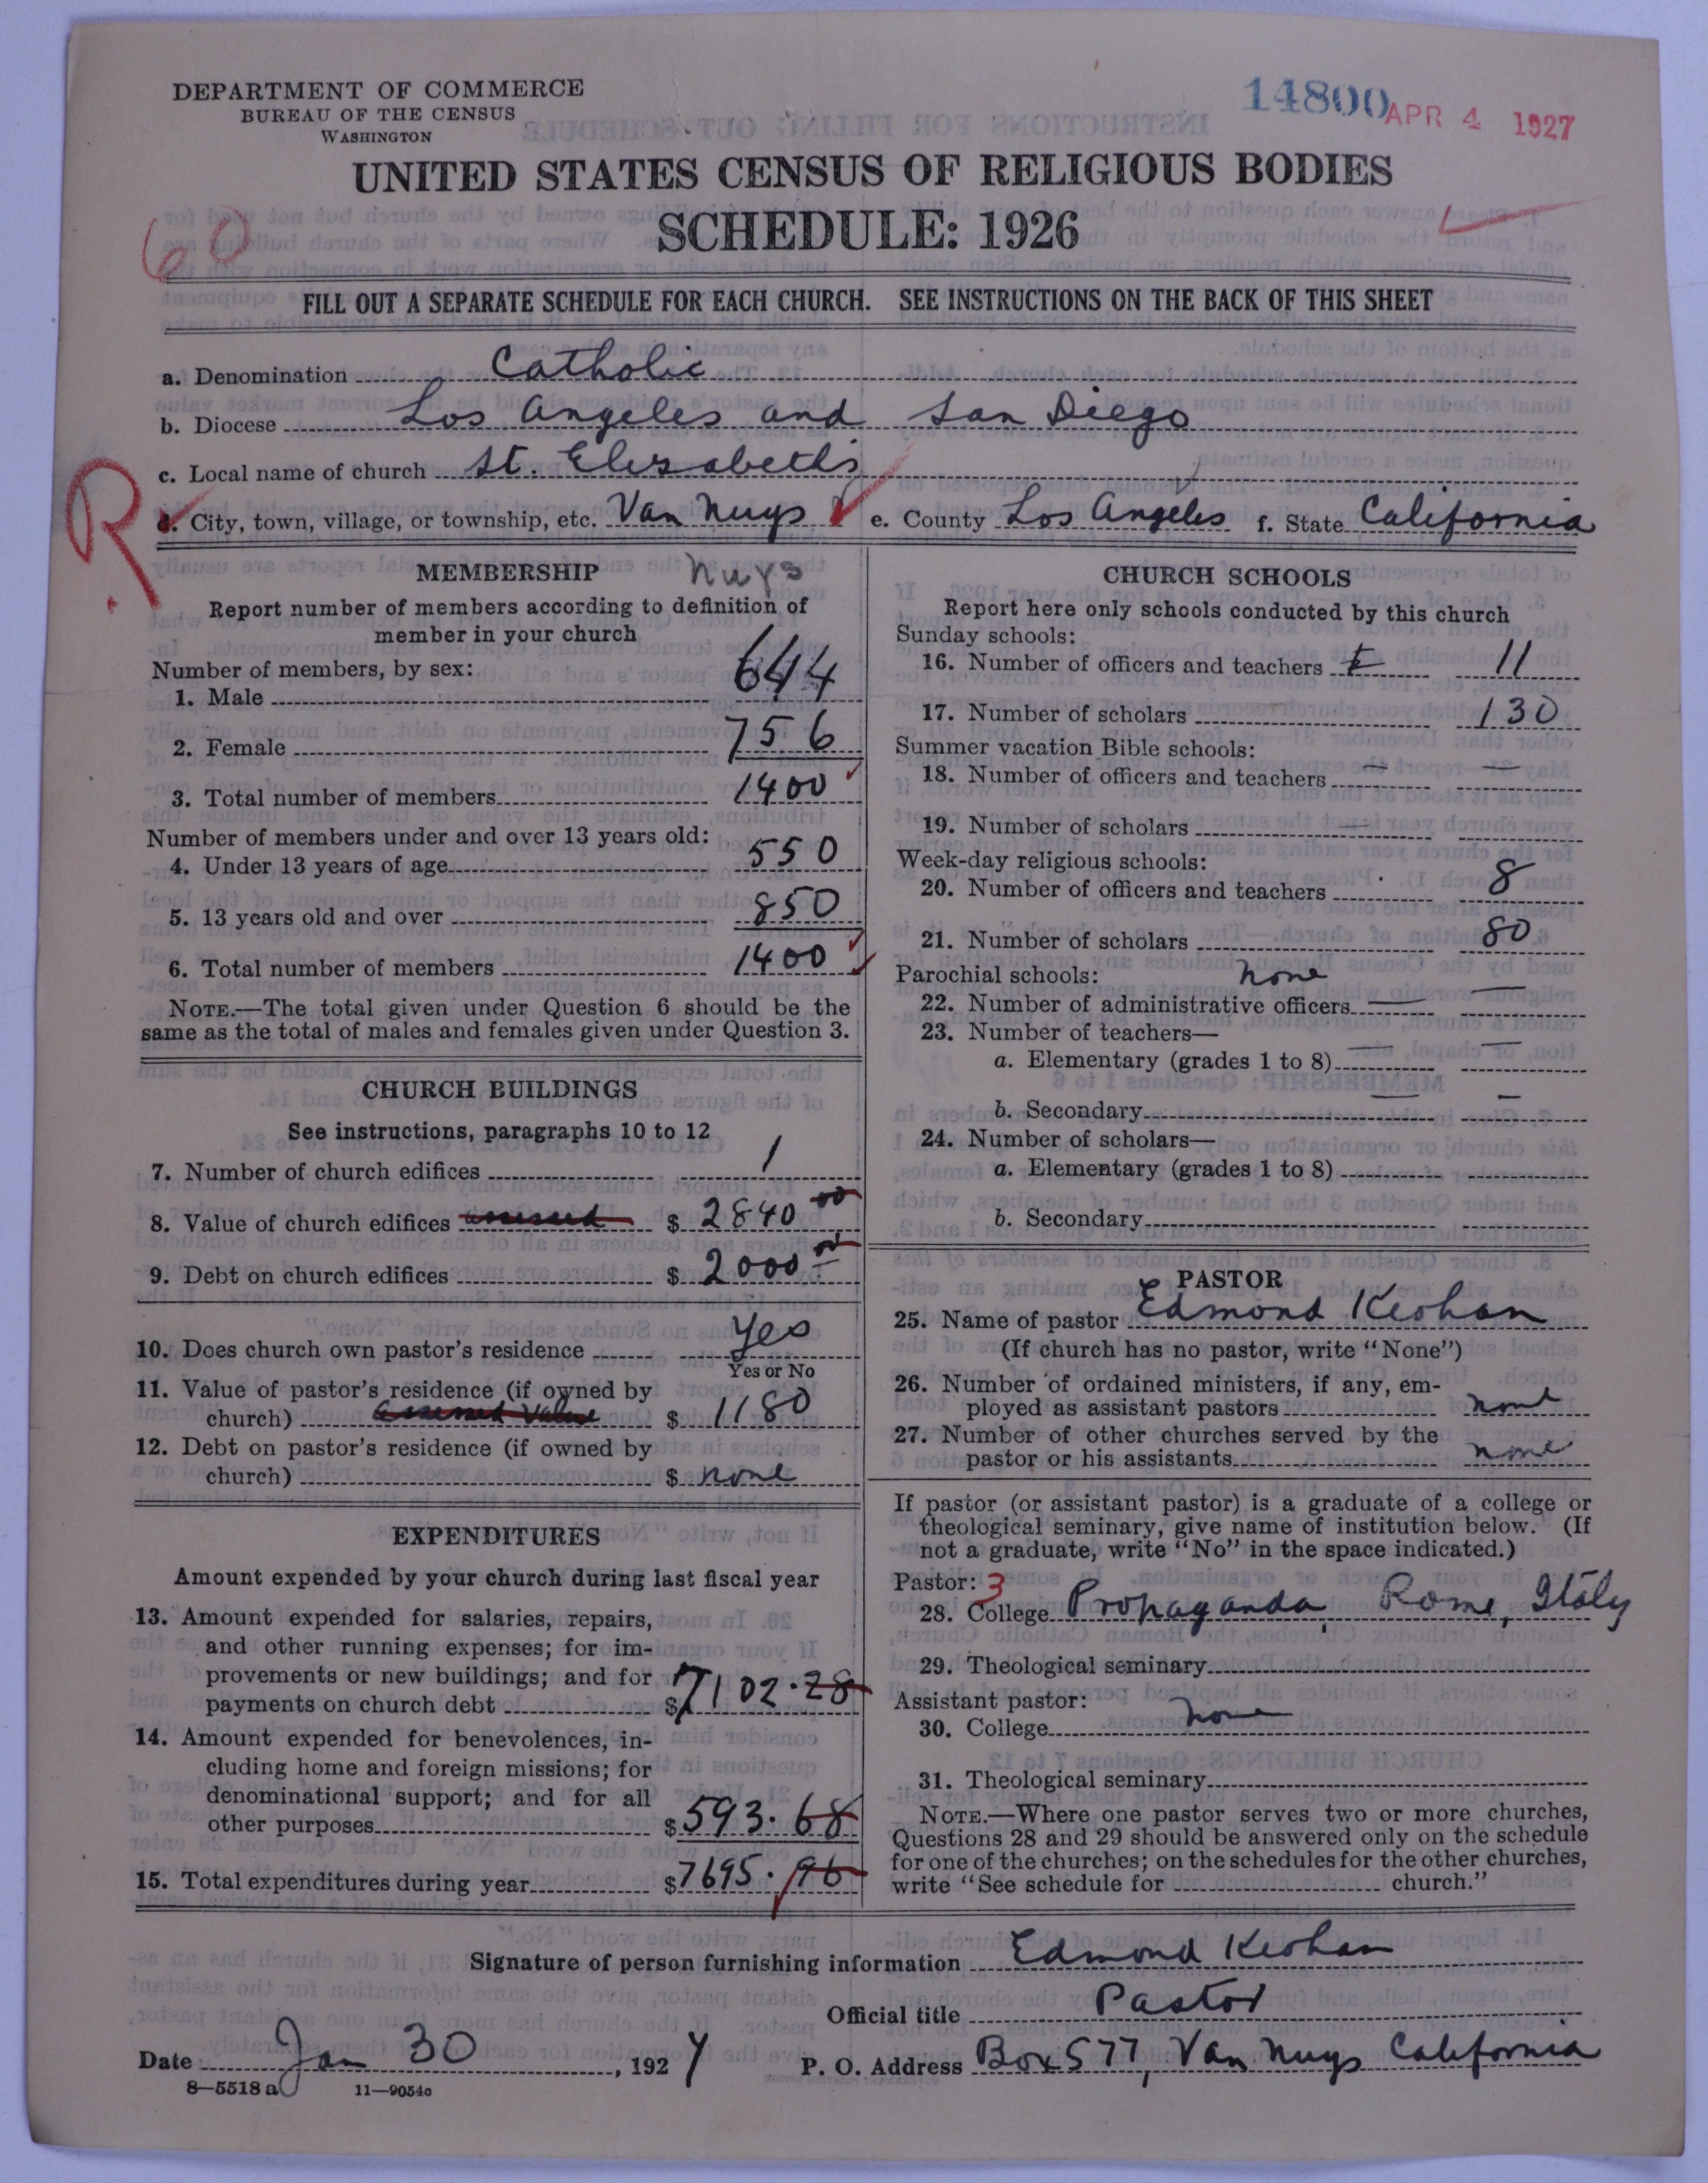 DEPARTMENT OF COMMERCE
BUREAU OF THE CENSUS
WASHINGTON
14800
APR 4 1927
UNITED STATES CENSUS OF RELIGIOUS BODIES
SCHEDULE: 1926
60
FILL OUT A SEPARATE SCHEDULE FOR EACH CHURCH. SEE INSTRUCTIONS ON THE BACK OF THIS SHEET
a. Denomination Catholic
b. Diocese Los Angeles and San Diego
c. Local name of church St. Elizabeth's
R
d. City, town, village, or township, etc. Van Nuys e. County Los Angeles f. State California
MEMBERSHIP Nuys
Report number of members according to definition of
member in your church
Number of members, by sex:
1. Male 644
2. Female 756
3. Total number of members 1400
Number of members under and over 13 years old:
4. Under 13 years of age 550
5. 13 years old and over 850
6. Total number of members 1400
NOTE.—The total given under Question 6 should be the
same as the total of males and females given under Question 3.
CHURCH BUILDINGS
See instructions, paragraphs 10 to 12
7. Number of church edifices 1
8. Value of church edifices assessed $ 2840 00
9. Debt on church edifices $ 2000 00
10. Does church own pastor's residence Yes
Yes or No
11. Value of pastor's residence (if owned by
church) assessed value $ 1180
12. Debt on pastor's residence (if owned by
church) $ none
EXPENDITURES
Amount expended by your church during last fiscal year
13. Amount expended for salaries, repairs,
and other running expenses; for im-
provements or new buildings; and for
payments on church debt $ 7102.28
14. Amount expended for benevolences, in-
cluding home and foreign missions; for
denominational support; and for all
other purposes $ 593.68
15. Total expenditures during year $ 7695.96
CHURCH SCHOOLS
Report here only schools conducted by this church
Sunday schools:
16. Number of officers and teachers 11
17. Number of scholars 130
Summer vacation Bible schools:
18. Number of officers and teachers — —
19. Number of scholars —
Week-day religious schools:
20. Number of officers and teachers 8
21. Number of scholars 80
Parochial schools: none
22. Number of administrative officers — —
23. Number of teachers—
a. Elementary (grades 1 to 8) — —
b. Secondary — —
24. Number of scholars—
a. Elementary (grades 1 to 8)
b. Secondary
PASTOR
25. Name of pastor Edmond Keohan
(If church has no pastor, write "None")
26. Number of ordained ministers, if any, em-
ployed as assistant pastors none
27. Number of other churches served by the
pastor or his assistants none
If pastor (or assistant pastor) is a graduate of a college or
theological seminary, give name of institution below. (If
not a graduate, write "No" in the space indicated.)
Pastor: 3
28. College Propaganda, Rome, Italy
29. Theological seminary
Assistant pastor:
30. College none
31. Theological seminary
NOTE.—Where one pastor serves two or more churches,
Questions 28 and 29 should be answered only on the schedule
for one of the churches; on the schedules for the other churches,
write "See schedule for church."
Signature of person furnishing information Edmond Keohan
Official title Pastor
Date Jan 30, 1927 P. O. Address Box 577, Van Nuys California
8—5518 a 11—9054c